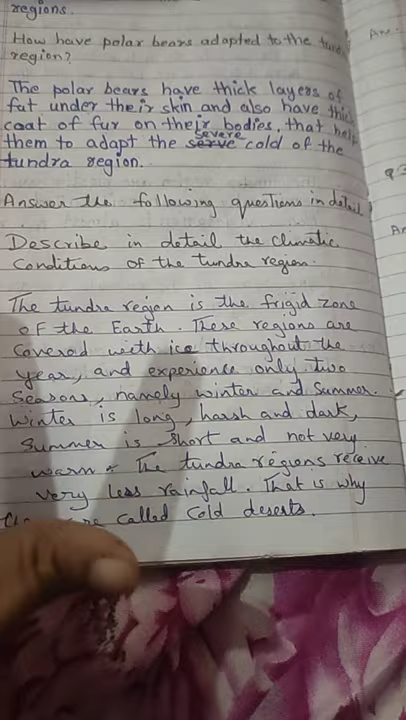 regions.
How have polar bears adapted to the tundra
region?
The polar bears have thick layers of
fat under their skin and also have thick
coat of fur on their bodies, that help
severe
them to adapt the serve cold of the
tundra region.
Answer the following questions in detail
Describe in detail the climatic
Conditions of the tundra region.
The tundra region is the frigid zone
of the Earth. These regions are
covered with ice throughout the
year, and experience only two
seasons, namely winter and Summer.
Winter is long, harsh and dark,
Summer is short and not very
warm. The tundra regions receive
very less rainfall. That is why
called Cold deserts.
Ans.